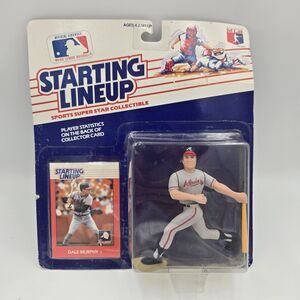 AGES 4 & UP
STARTING
LINEUP
SPORTS SUPER STAR COLLECTIBLE
PLAYER STATISTICS
ON THE BACK OF
COLLECTOR CARD
STARTING
LINEUP
DALE MURPHY
Atlanta